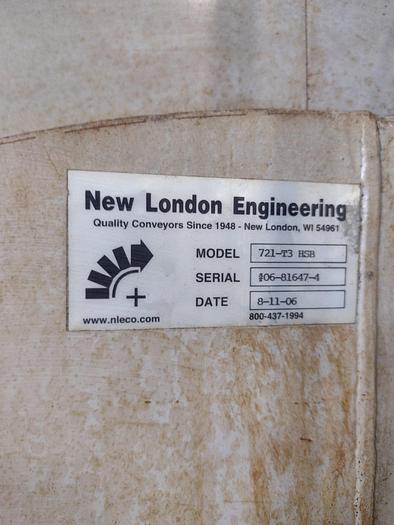 New London Engineering
Quality Conveyors Since 1948 - New London, WI 54961
MODEL 721-T3 HSB
SERIAL #06-81647-4
DATE 8-11-06
www.nleco.com 800-437-1994